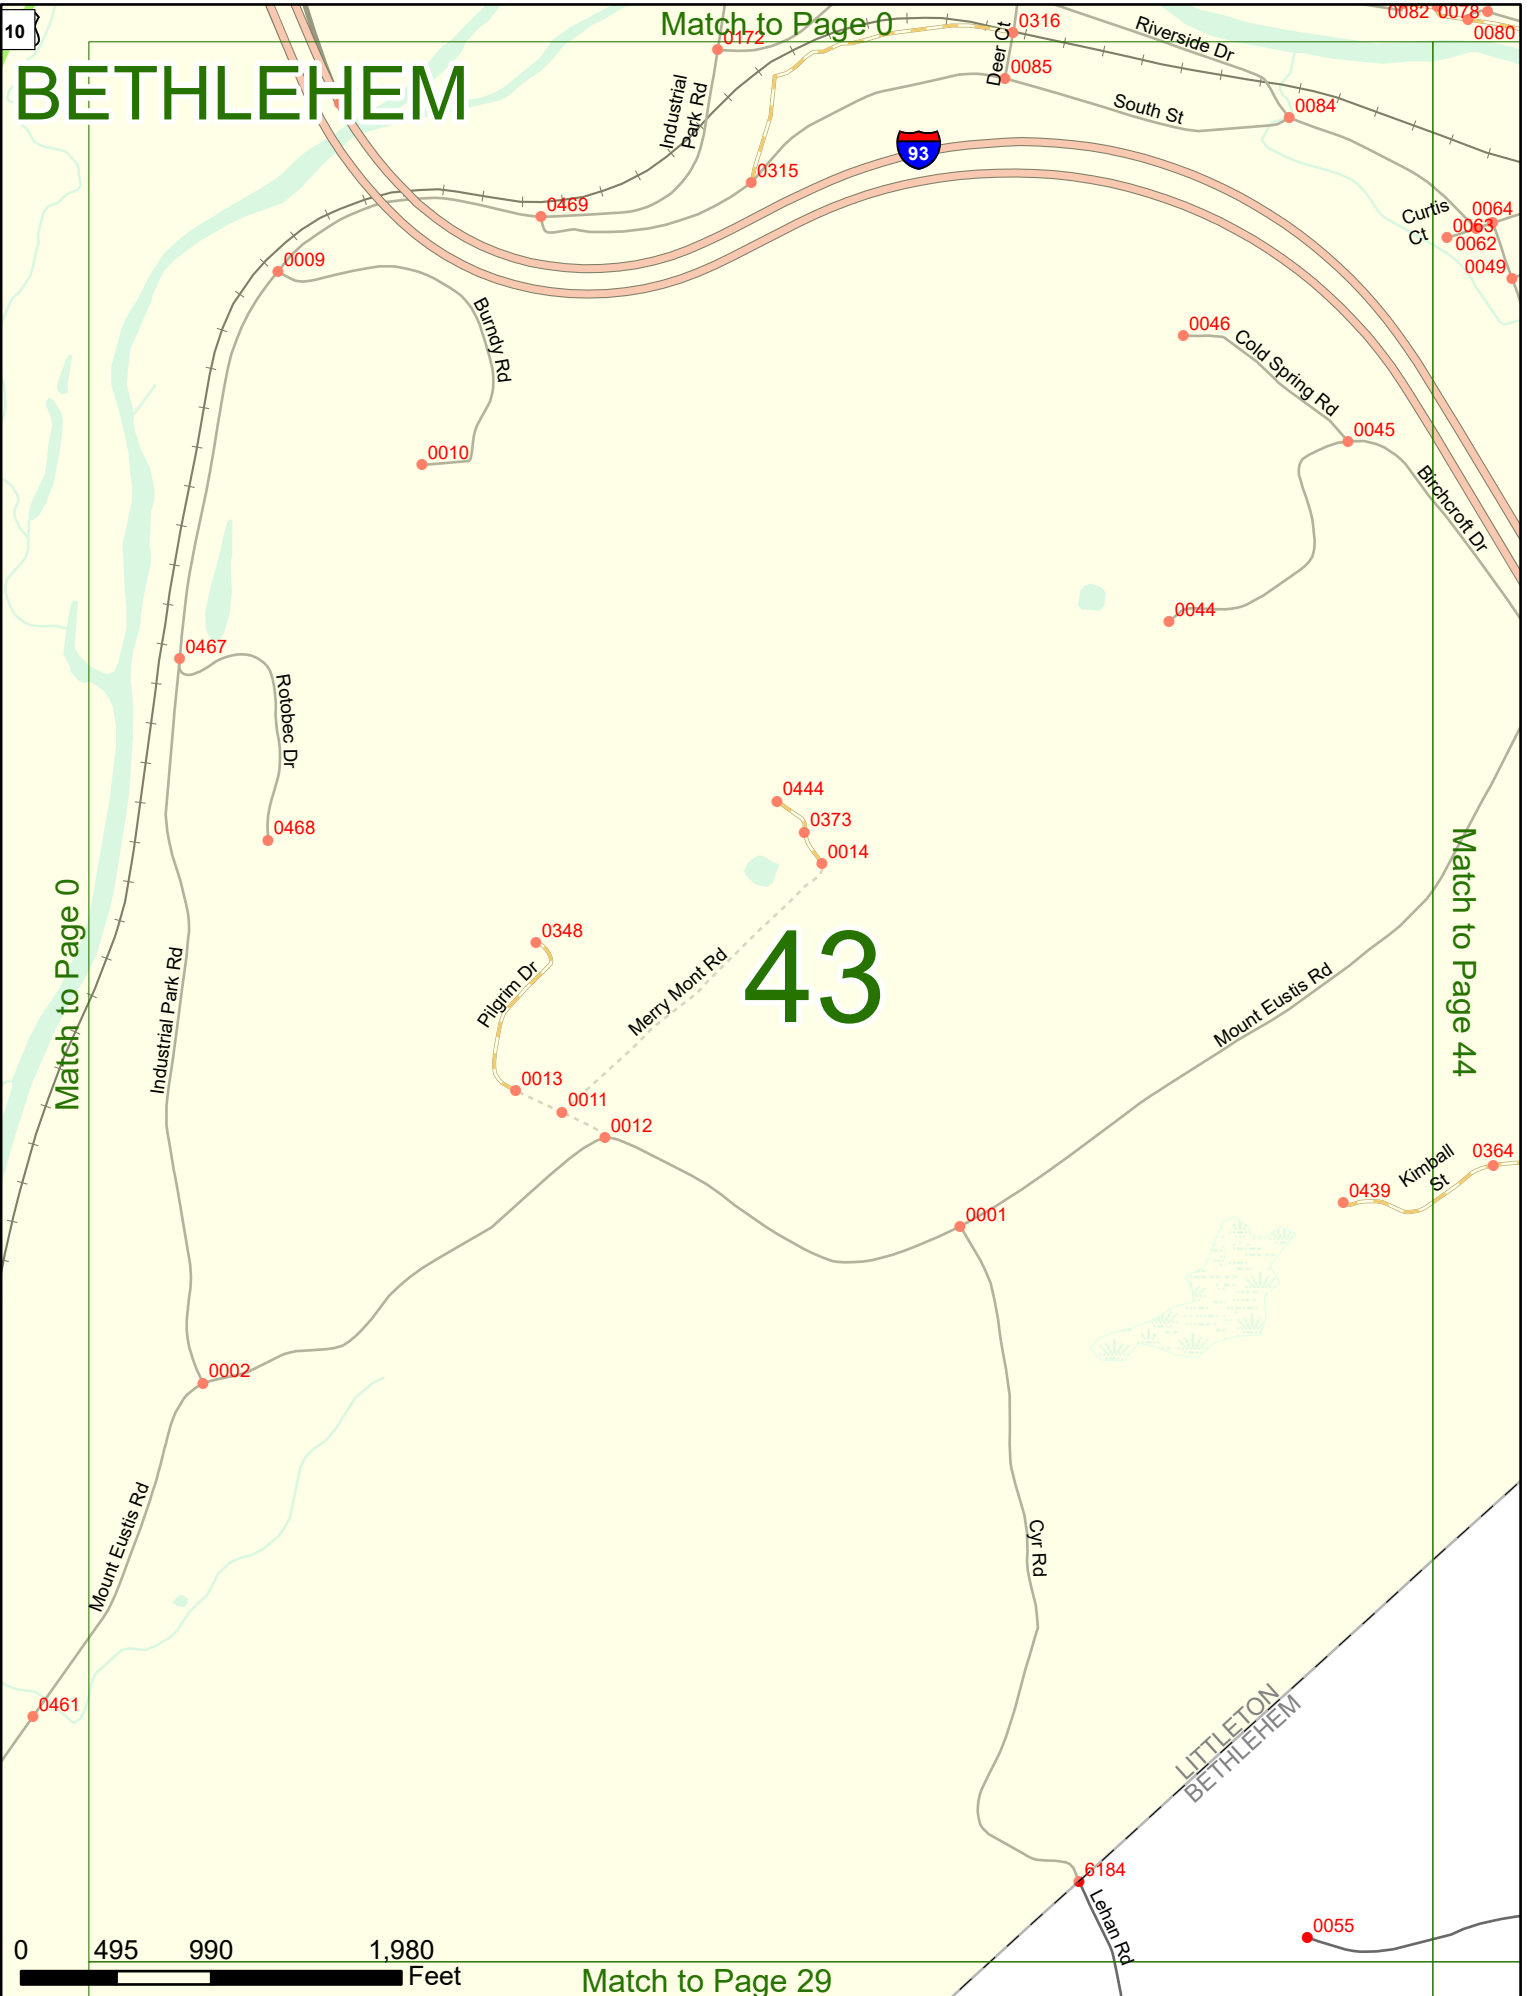 Match to Page 0
10
BETHLEHEM
0082
0078
0080
0316
0172
Riverside Dr
Deer Ct
0085
Industrial
Park Rd
South St
0084
93
0315
0469
Curtis
Ct
0064
0063
0062
0049
0009
Burndy Rd
0046
Cold Spring Rd
0045
0010
Birchcroft Dr
0044
0467
Rotobec Dr
0444
0373
0468
0014
Match to Page 44
Match to Page 0
0348
Pilgrim Dr
Merry Mont Rd
43
Industrial Park Rd
Mount Eustis Rd
0013
0011
0012
Kimball
St
0364
0439
0001
0002
Mount Eustis Rd
Cyr Rd
0461
LITTLETON
BETHLEHEM
6184
Lehan Rd
0055
0 495 990 1,980
Feet
Match to Page 29